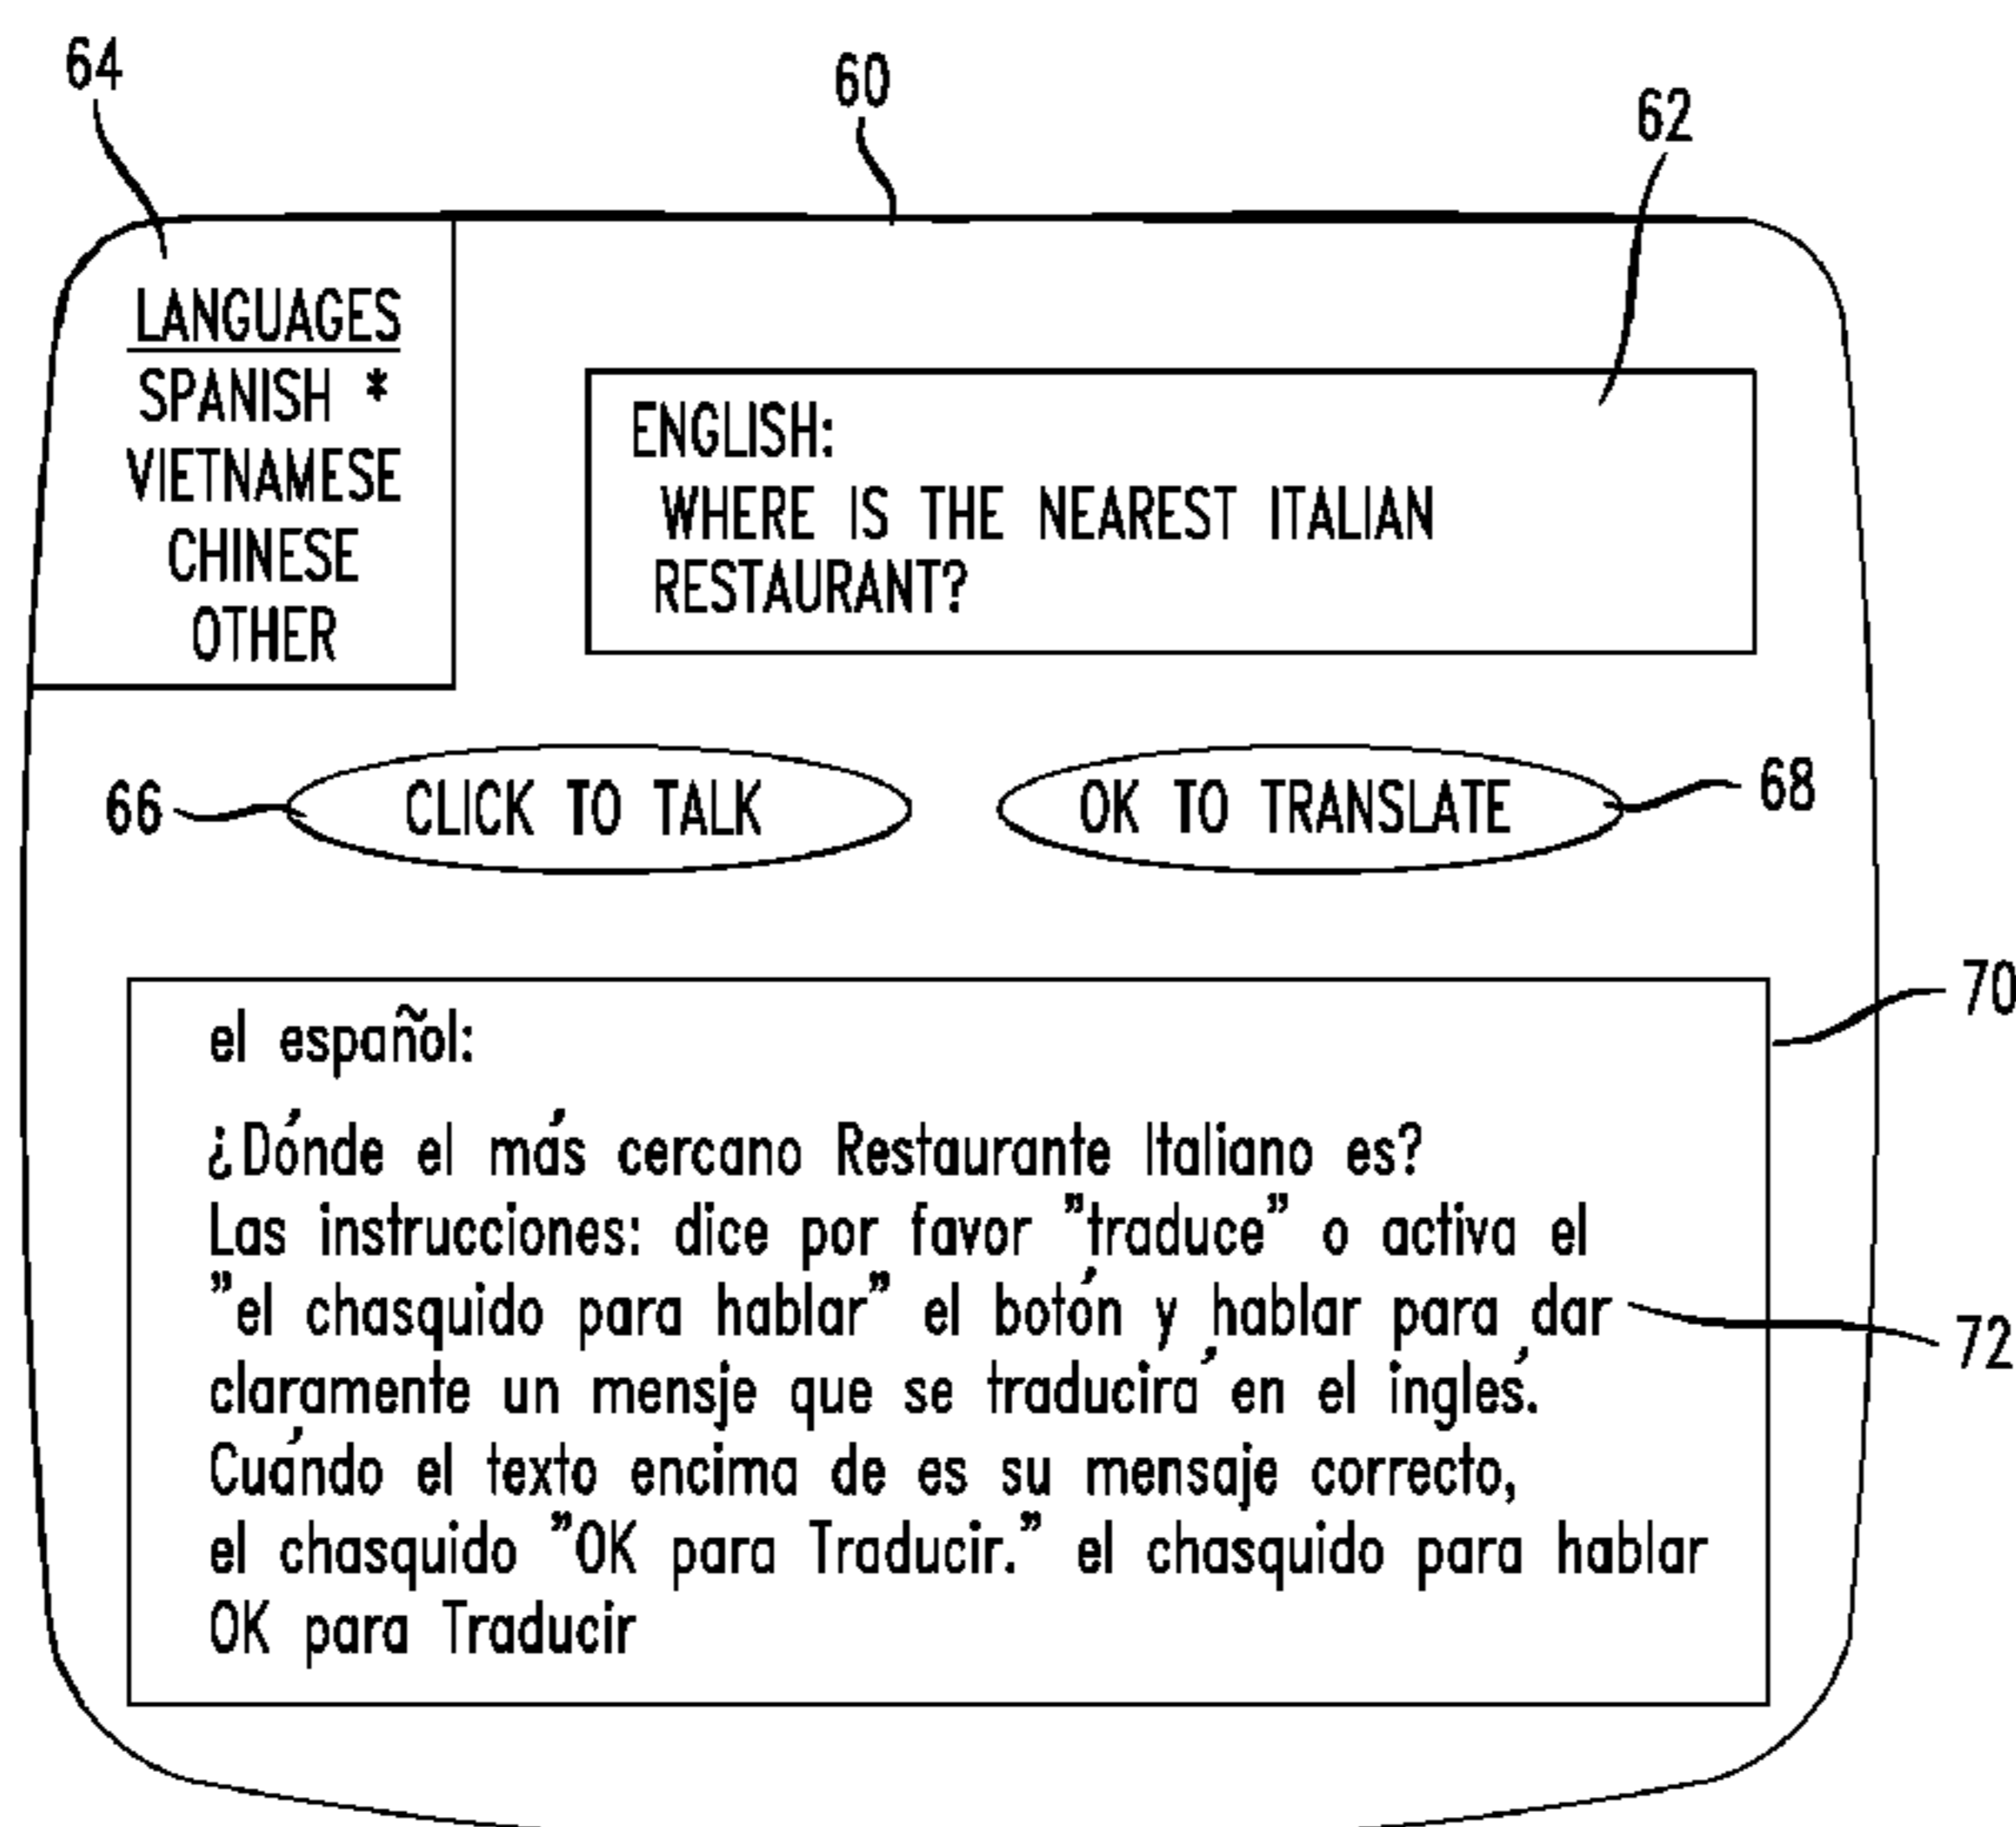 64
60
62
LANGUAGES
SPANISH *
VIETNAMESE
CHINESE
OTHER
ENGLISH:
WHERE IS THE NEAREST ITALIAN
RESTAURANT?
66
CLICK TO TALK
OK TO TRANSLATE
68
70
el español:
¿Dónde el más cercano Restaurante Italiano es?
Las instrucciones: dice por favor "traduce" o activa el
"el chasquido para hablar" el botón y hablar para dar
72
claramente un mensje que se traducirá en el inglés.
Cuándo el texto encima de es su mensaje correcto,
el chasquido "OK para Traducir." el chasquido para hablar
OK para Traducir